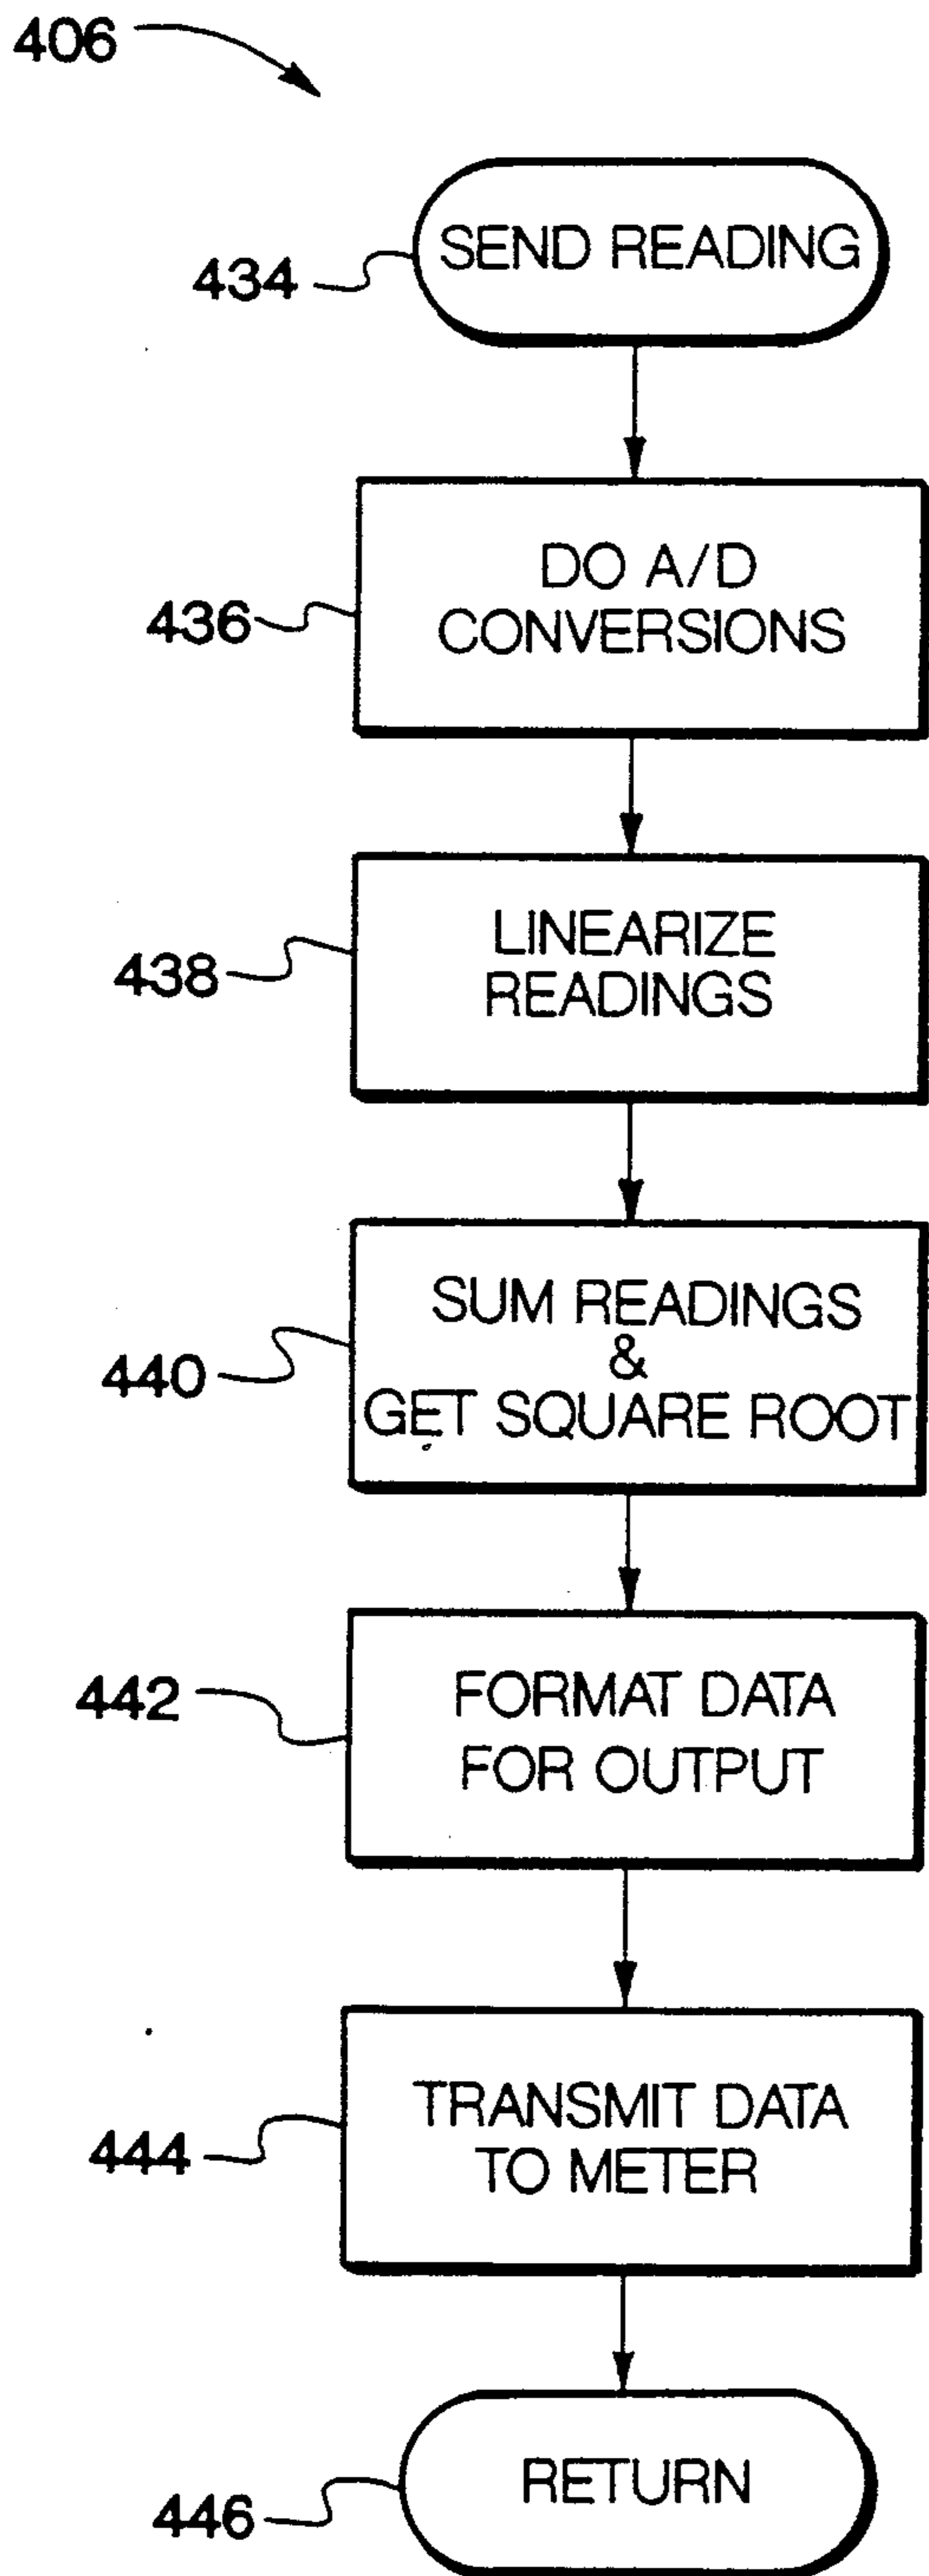 406
434
SEND READING
436
DO A/D
CONVERSIONS
438
LINEARIZE
READINGS
440
SUM READINGS
&
GET SQUARE ROOT
442
FORMAT DATA
FOR OUTPUT
444
TRANSMIT DATA
TO METER
446
RETURN